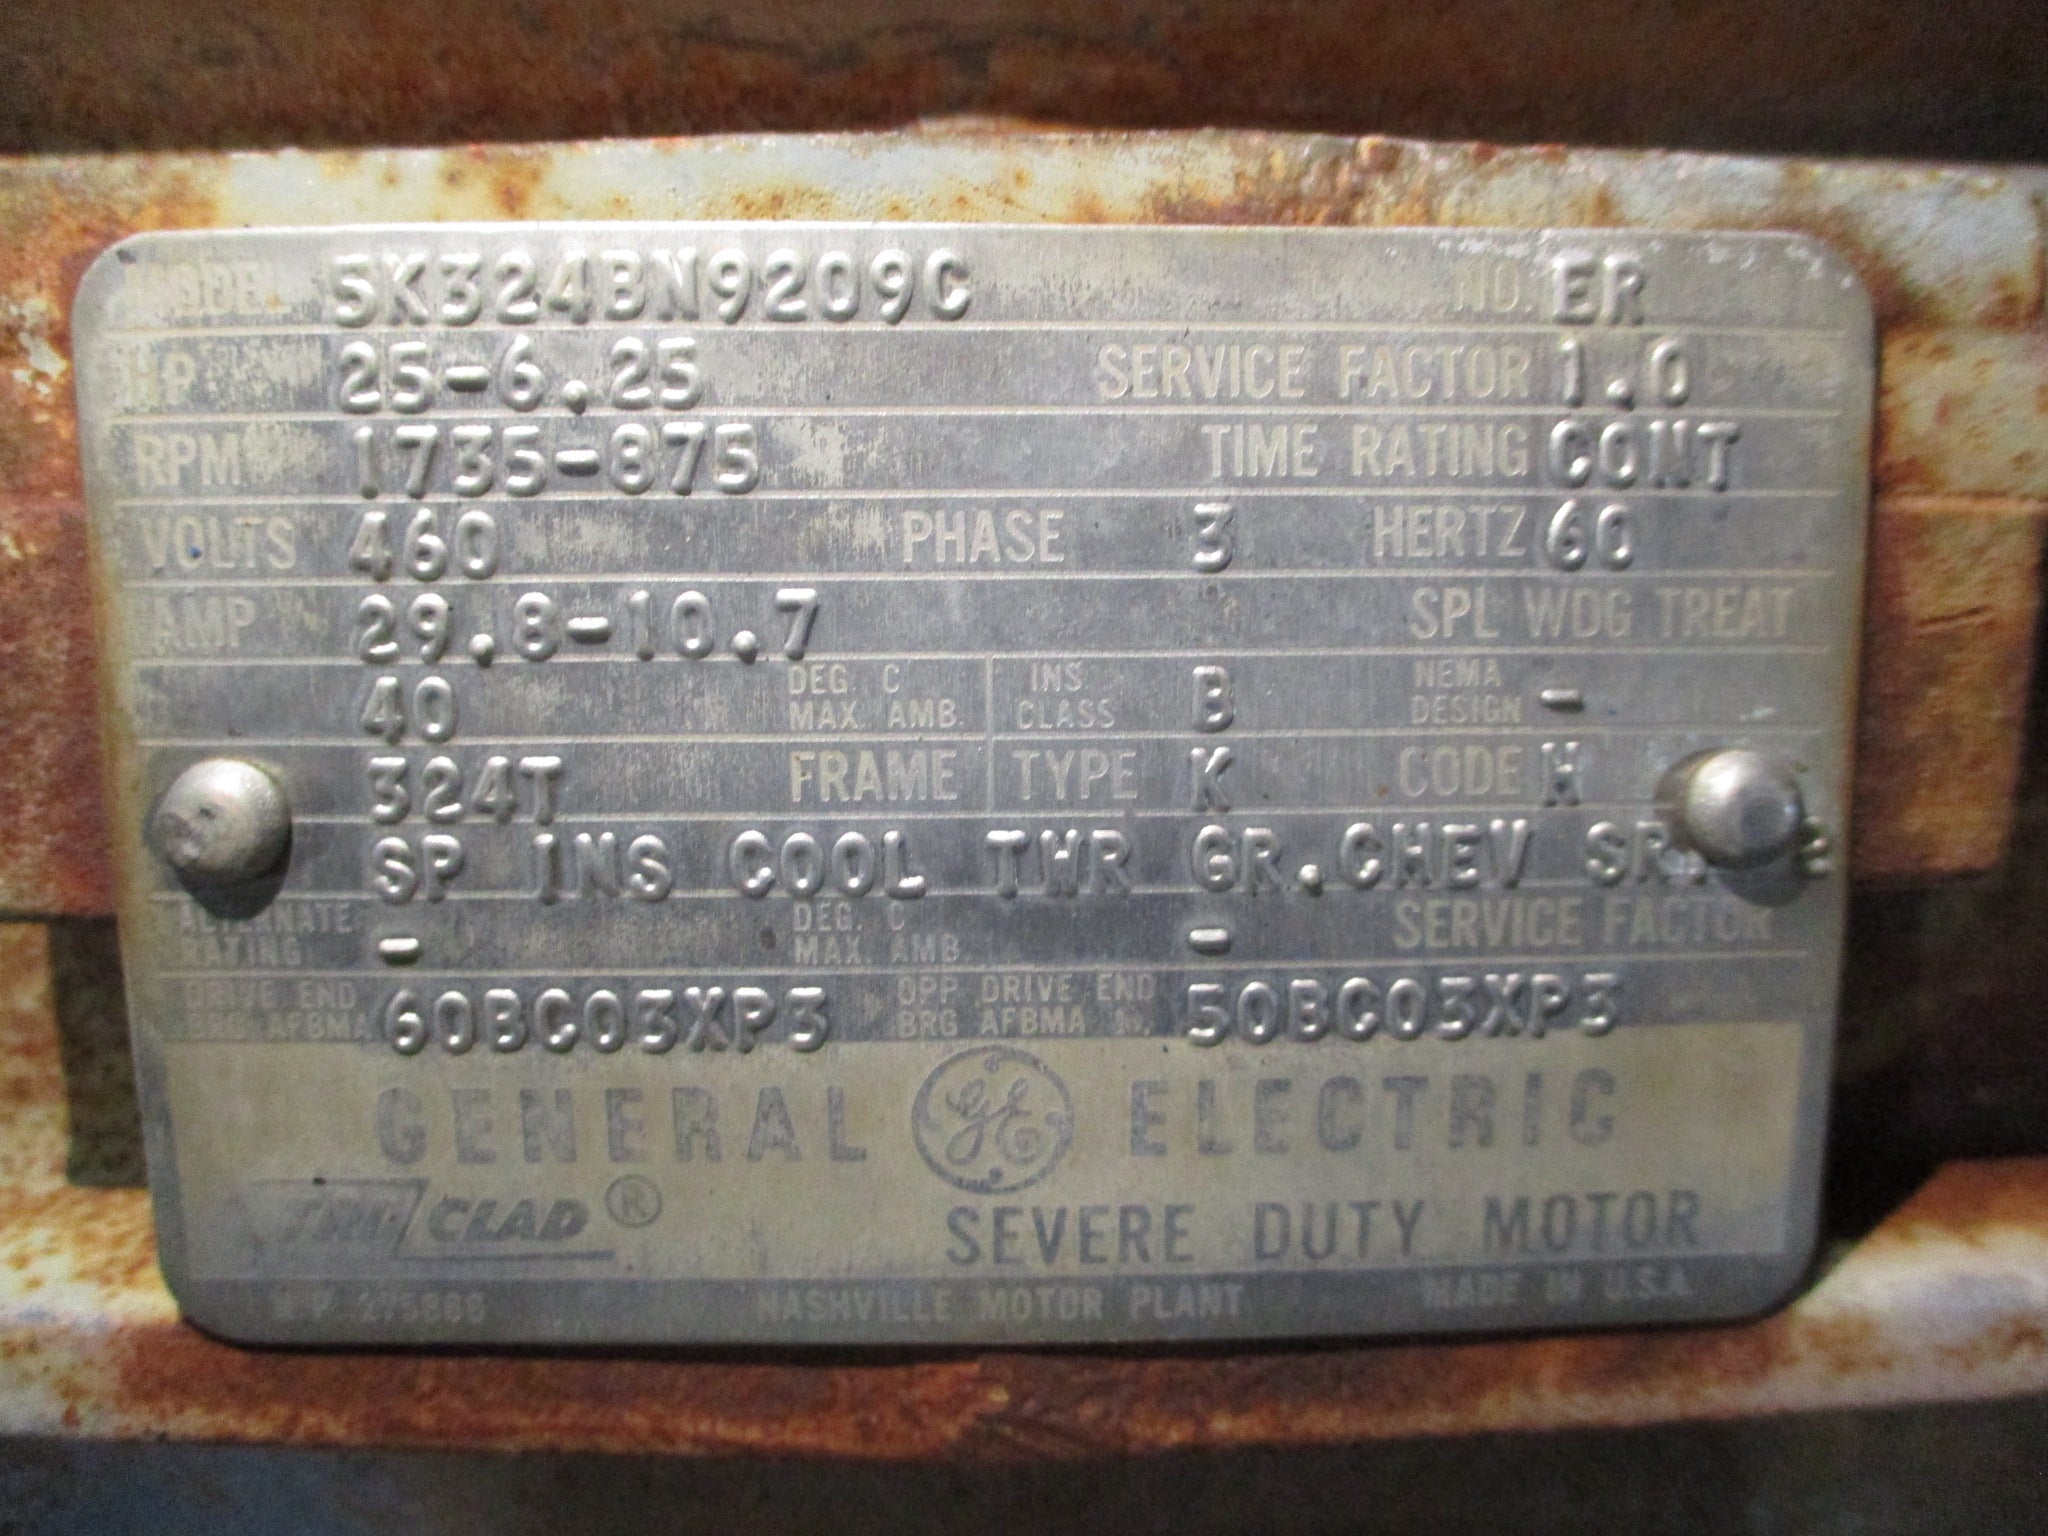 MODEL 5K324BN9209C NO. ER
HP 25-6.25 SERVICE FACTOR 1.0
RPM 1735-875 TIME RATING CONT
VOLTS 460 PHASE 3 HERTZ 60
AMP 29.8-10.7 SPL WDG TREAT
40 DEG. C MAX. AMB. INS CLASS B NEMA DESIGN -
324T FRAME TYPE K CODE H
SP INS COOL TWR GR.CHEV
ALTERNATE RATING - DEG. C MAX. AMB. - SERVICE FACTOR
DRIVE END BRG AFBMA 60BC03XP3 OPP DRIVE END BRG AFBMA 50BC03XP3
GENERAL GE ELECTRIC
TRI/CLAD ® SEVERE DUTY MOTOR
NASHVILLE MOTOR PLANT MADE IN U.S.A.